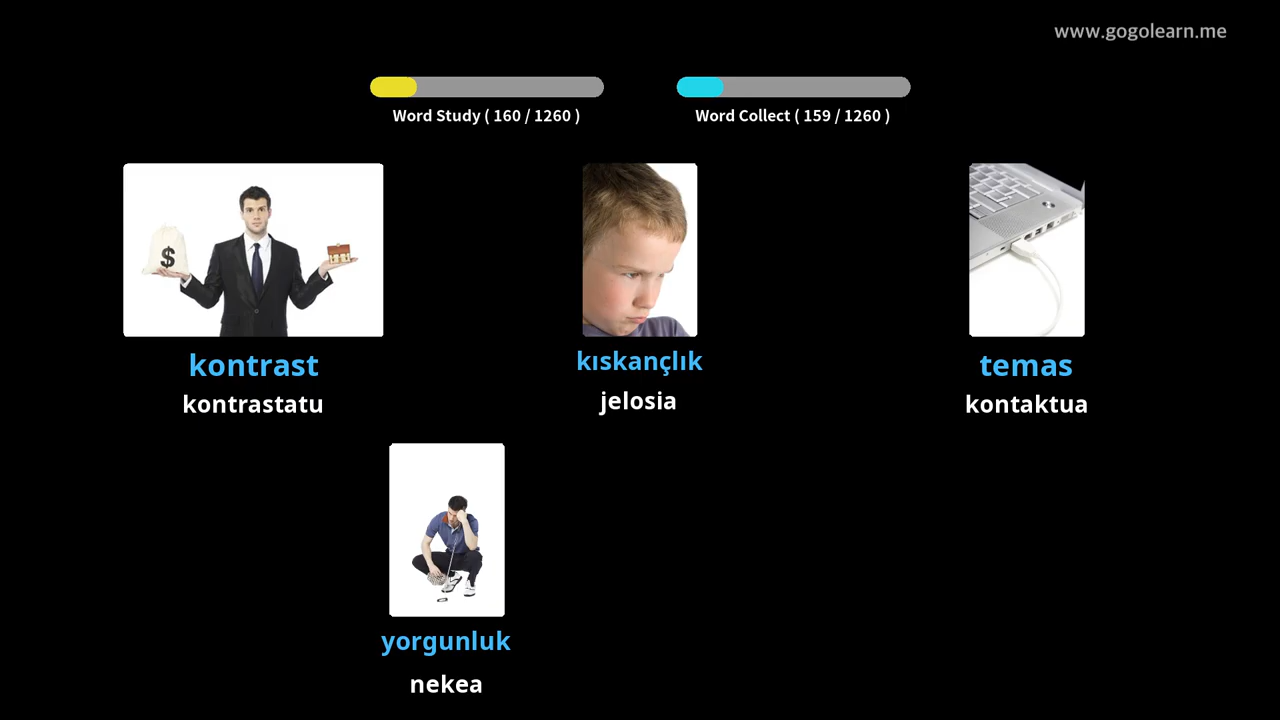 www.gogolearn.me
Word Study ( 160 / 1260 )
Word Collect ( 159 / 1260 )
$
kontrast
kontrastatu
kıskançlık
jelosia
temas
kontaktua
yorgunluk
nekea